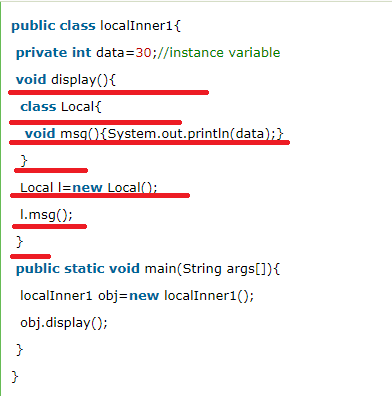 public class localInner1{
private int data=30;//instance variable
void display(){
class Local{
void msg(){System.out.println(data);}
}
Local l=new Local();
l.msg();
}
public static void main(String args[]){
localInner1 obj=new localInner1();
obj.display();
}
}